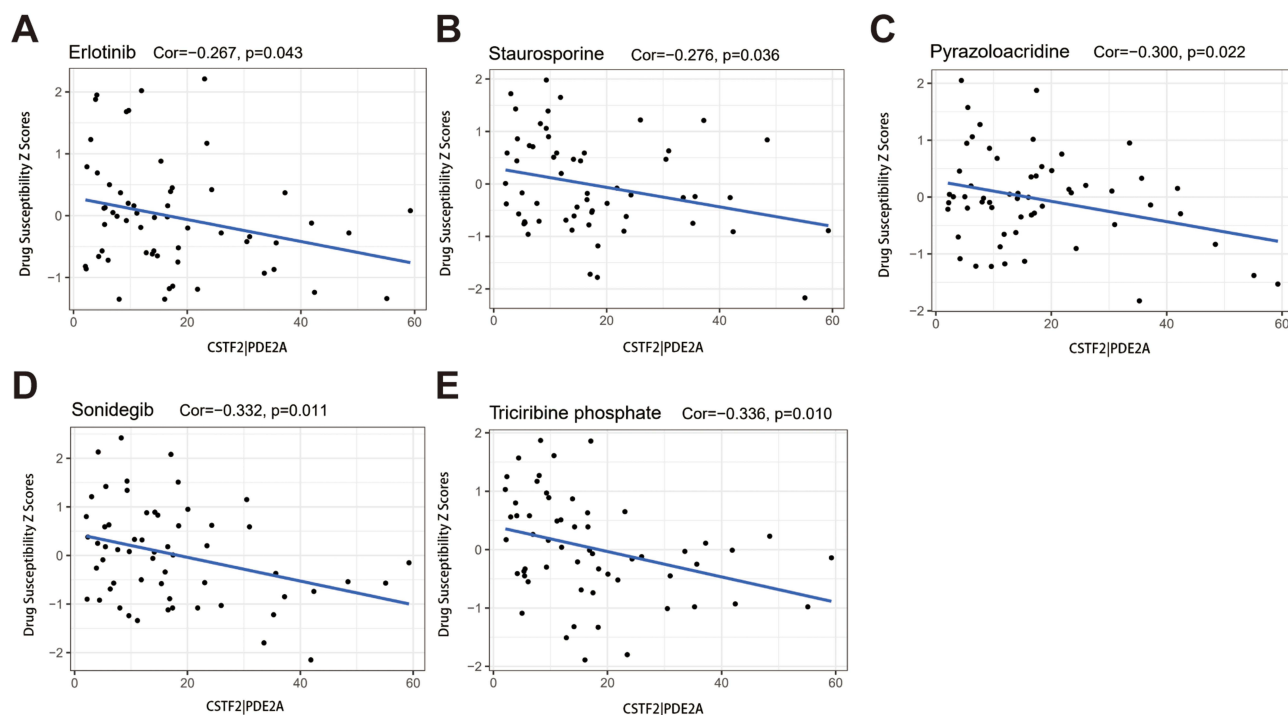 A
Erlotinib Cor=−0.267, p=0.043
Drug Susceptibility Z Scores
2
1
0
−1
0 20 40 60
CSTF2|PDE2A
B
Staurosporine Cor=−0.276, p=0.036
Drug Susceptibility Z Scores
2
1
0
−1
−2
0 20 40 60
CSTF2|PDE2A
C
Pyrazoloacridine Cor=−0.300, p=0.022
Drug Susceptibility Z Scores
2
1
0
−1
−2
0 20 40 60
CSTF2|PDE2A
D
Sonidegib Cor=−0.332, p=0.011
Drug Susceptibility Z Scores
2
1
0
−1
−2
0 20 40 60
CSTF2|PDE2A
E
Triciribine phosphate Cor=−0.336, p=0.010
Drug Susceptibility Z Scores
2
1
0
−1
−2
0 20 40 60
CSTF2|PDE2A